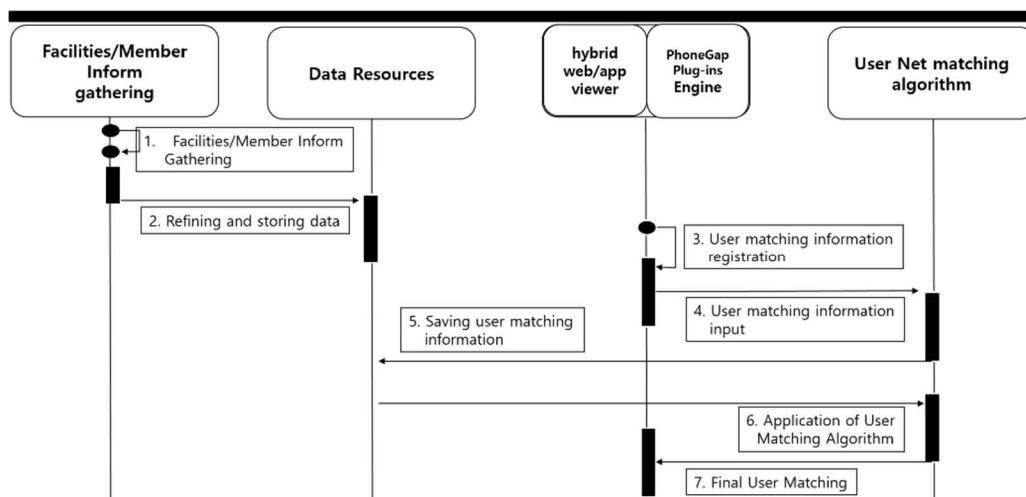 Facilities/Member
Inform
gathering
Data Resources
hybrid
web/app
viewer
PhoneGap
Plug-ins
Engine
User Net matching
algorithm
1. Facilities/Member Inform
Gathering
2. Refining and storing data
3. User matching information
registration
4. User matching information
input
5. Saving user matching
information
6. Application of User
Matching Algorithm
7. Final User Matching